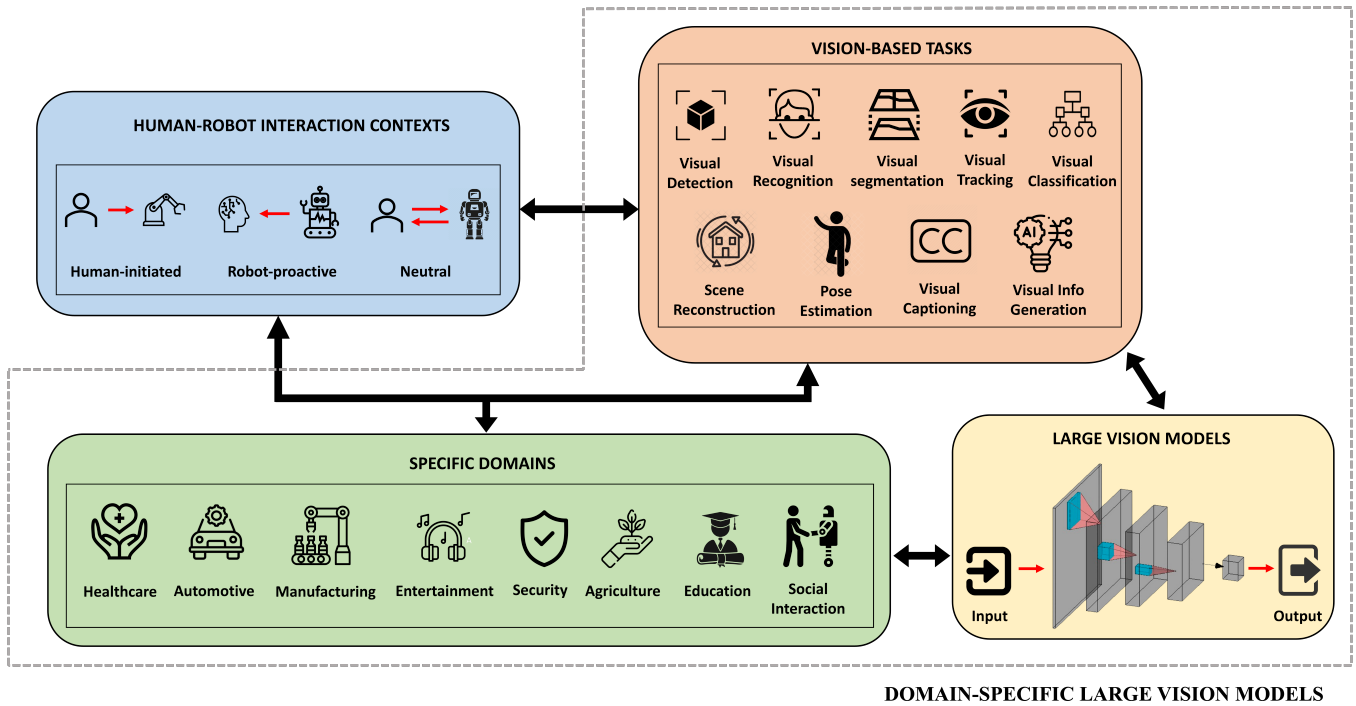 VISION-BASED TASKS
Visual
Detection
Visual
Recognition
Visual
segmentation
Visual
Tracking
Visual
Classification
Scene
Reconstruction
Pose
Estimation
CC
Visual
Captioning
AI
Visual Info
Generation
HUMAN-ROBOT INTERACTION CONTEXTS
Human-initiated
Robot-proactive
Neutral
SPECIFIC DOMAINS
Healthcare
Automotive
Manufacturing
Entertainment
Security
Agriculture
Education
Social
Interaction
LARGE VISION MODELS
Input
Output
DOMAIN-SPECIFIC LARGE VISION MODELS